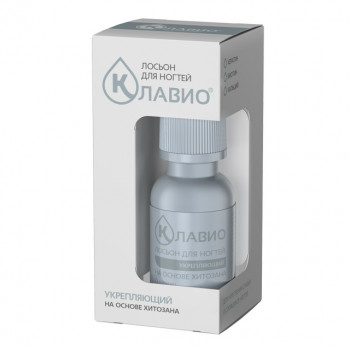 ЛОСЬОН
ДЛЯ НОГТЕЙ
КЛАВИО®
КЛАВИО
ЛОСЬОН ДЛЯ НОГТЕЙ
УКРЕПЛЯЮЩИЙ
НА ОСНОВЕ ХИТОЗАНА
УКРЕПЛЯЮЩИЙ
НА ОСНОВЕ ХИТОЗАНА